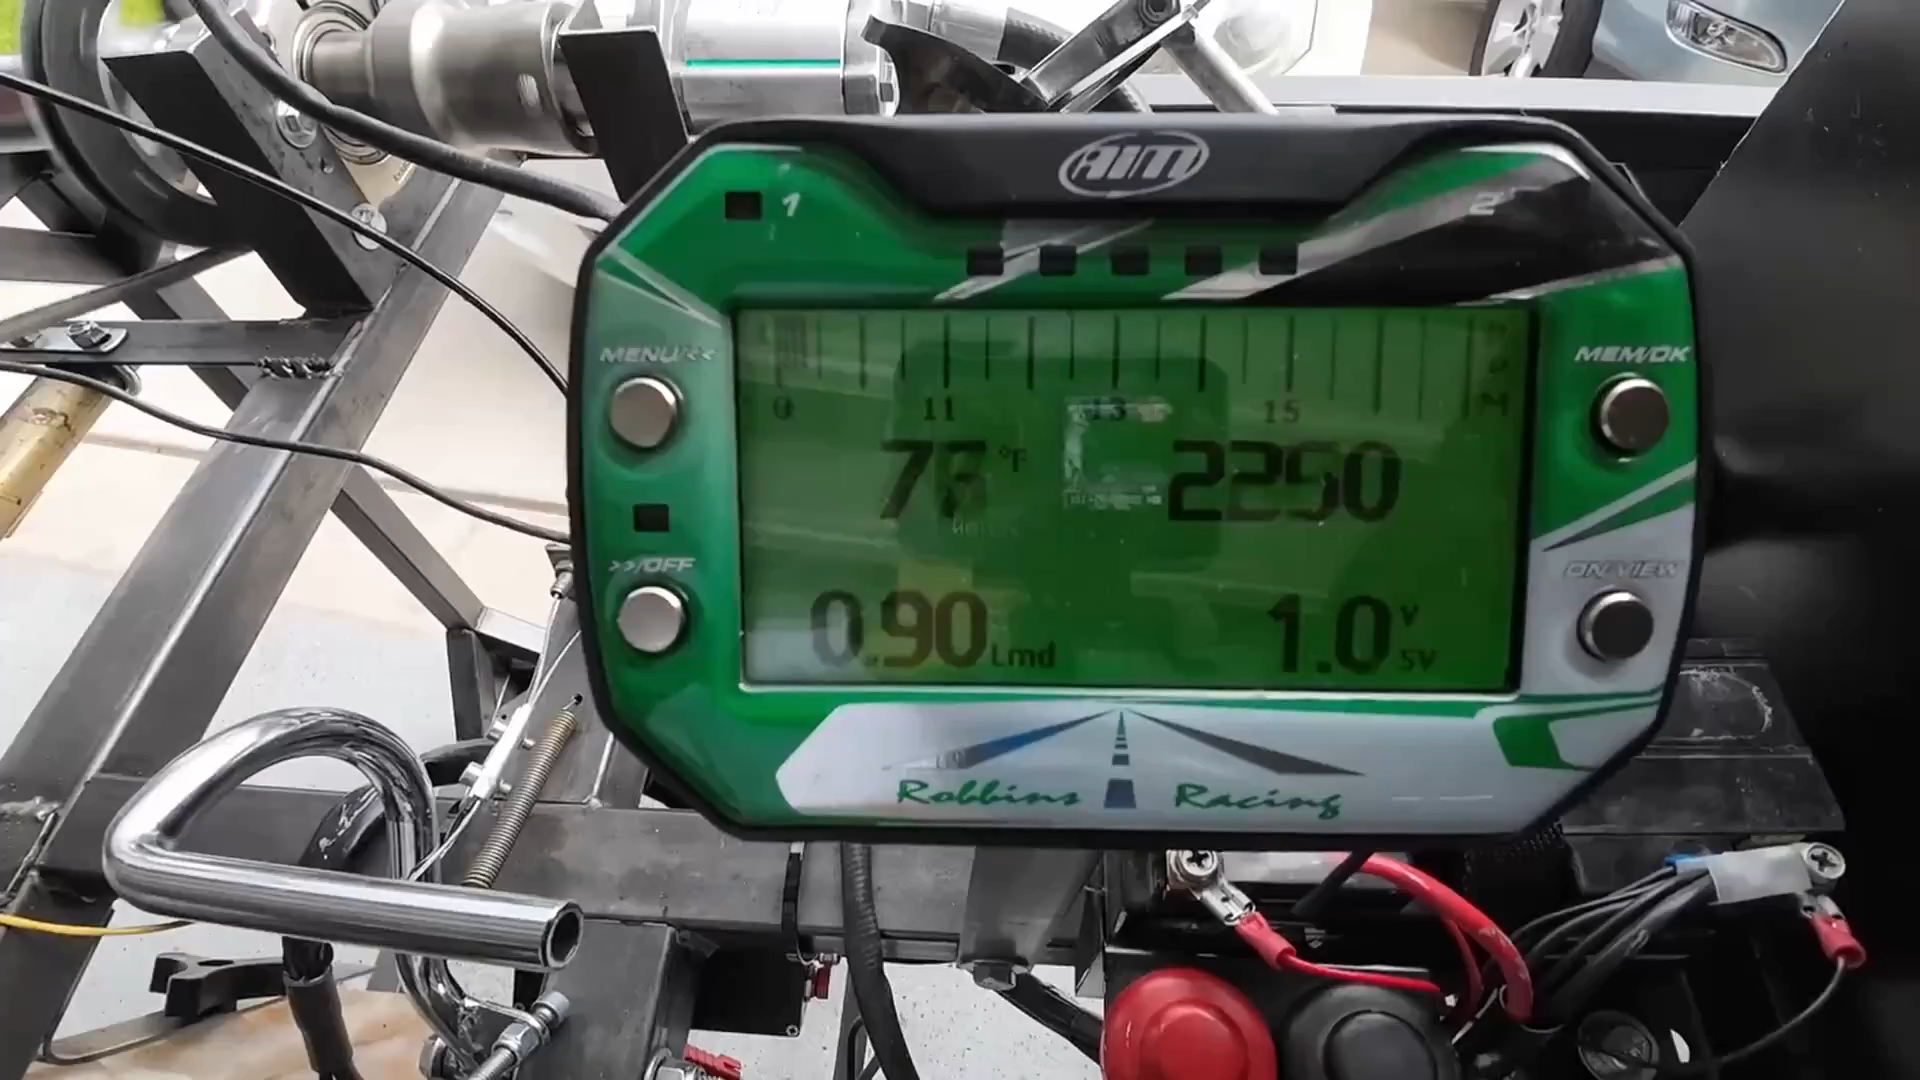 AIM
1
2
MENU/<<
MEM/OK
0 11 13 15
°F
2250
>>/OFF
ON/VIEW
0.90 Lmd
1.0 V
5V
Robbins Racing